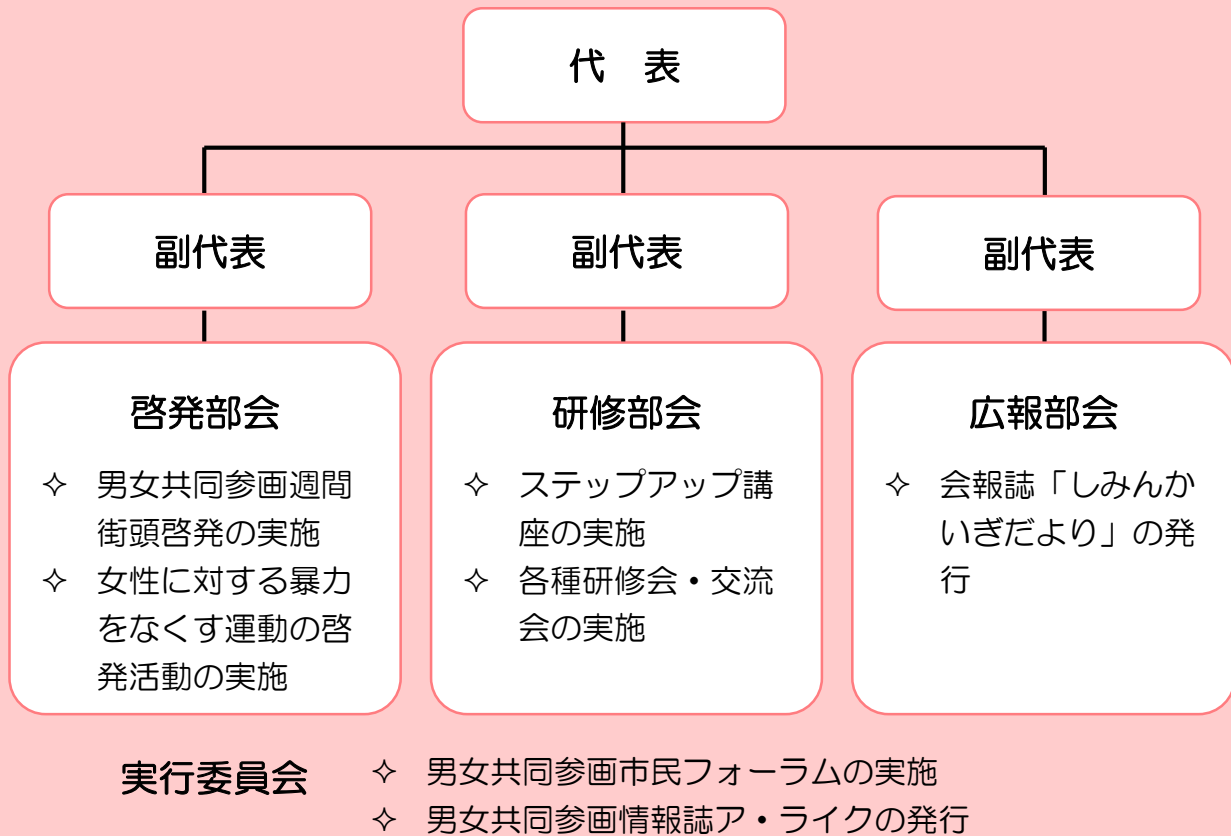 代　表
副代表
副代表
副代表
啓発部会
✧ 男女共同参画週間
街頭啓発の実施
✧ 女性に対する暴力
をなくす運動の啓
発活動の実施
研修部会
✧ ステップアップ講
座の実施
✧ 各種研修会・交流
会の実施
広報部会
✧ 会報誌「しみんか
いぎだより」の発
行
実行委員会
✧ 男女共同参画市民フォーラムの実施
✧ 男女共同参画情報誌ア・ライクの発行